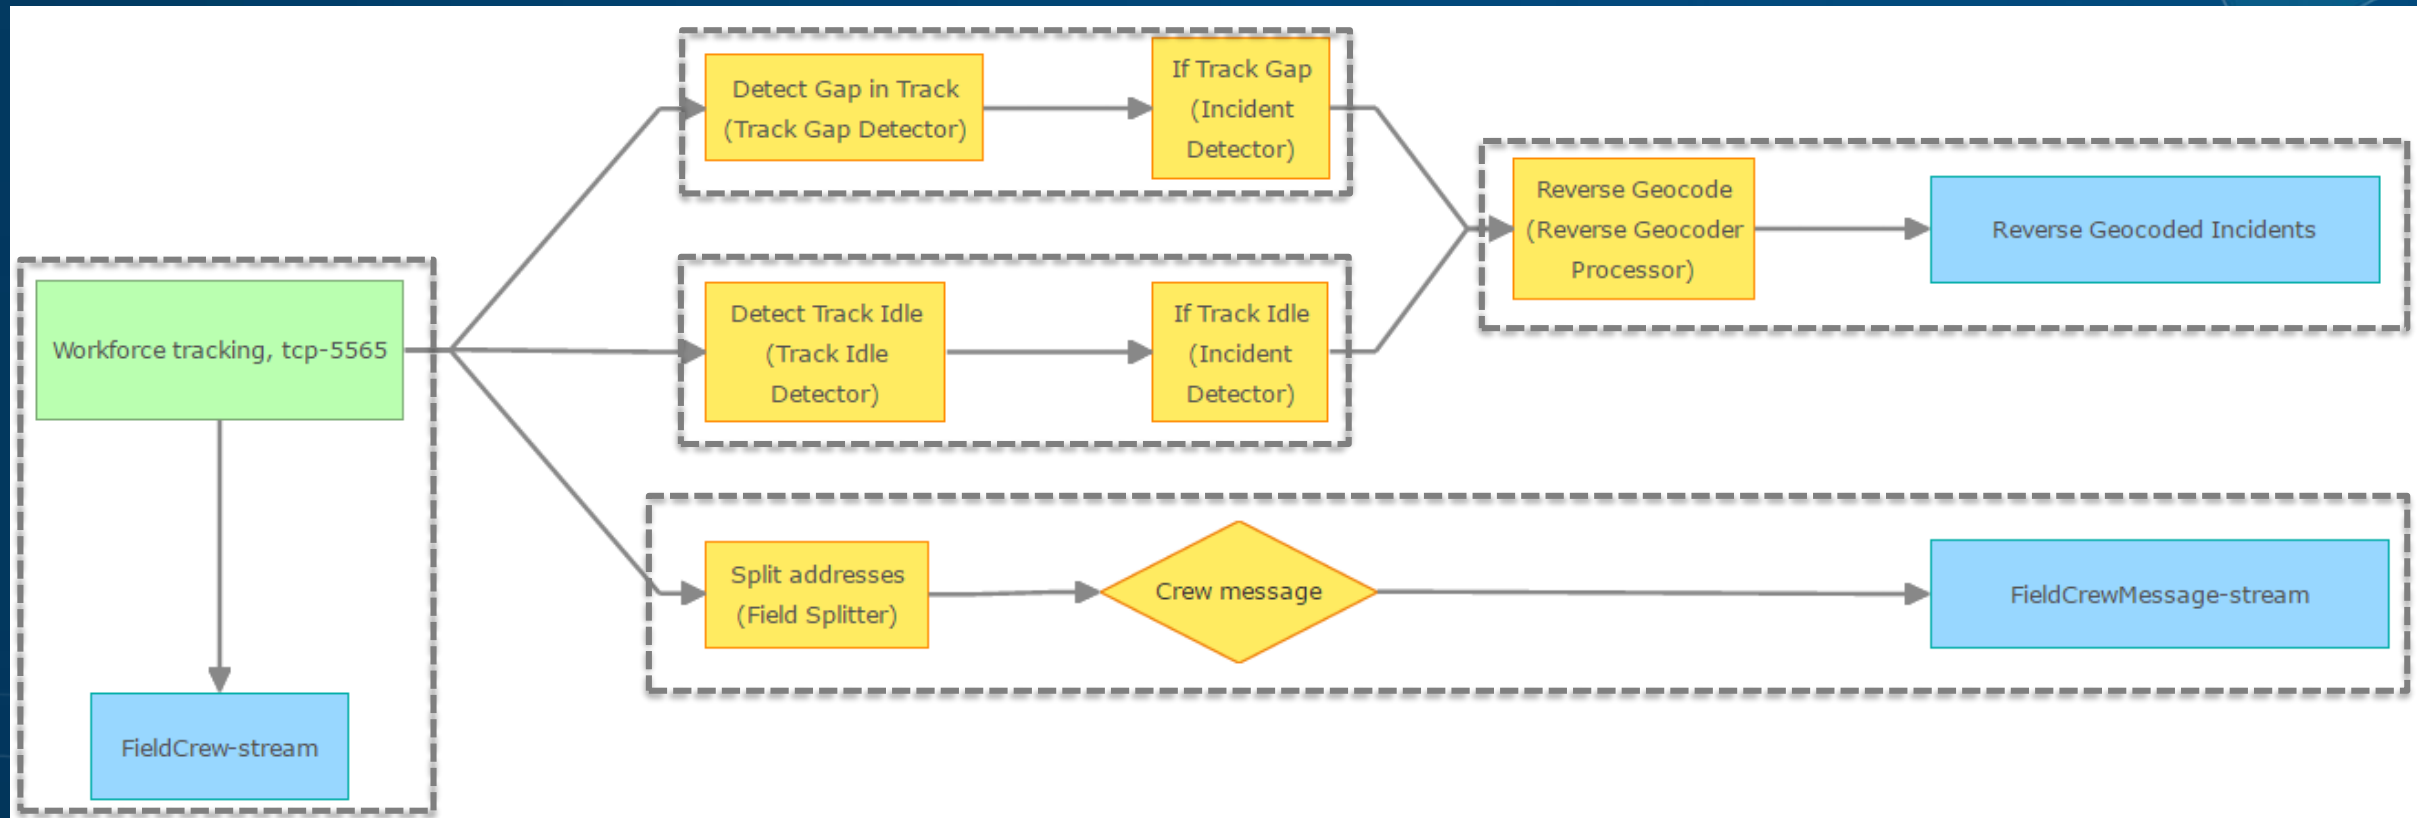 Detect Gap in Track
(Track Gap Detector)
If Track Gap
(Incident
Detector)
Reverse Geocode
(Reverse Geocoder
Processor)
Reverse Geocoded Incidents
Workforce tracking, tcp-5565
Detect Track Idle
(Track Idle
Detector)
If Track Idle
(Incident
Detector)
Split addresses
(Field Splitter)
Crew message
FieldCrewMessage-stream
FieldCrew-stream